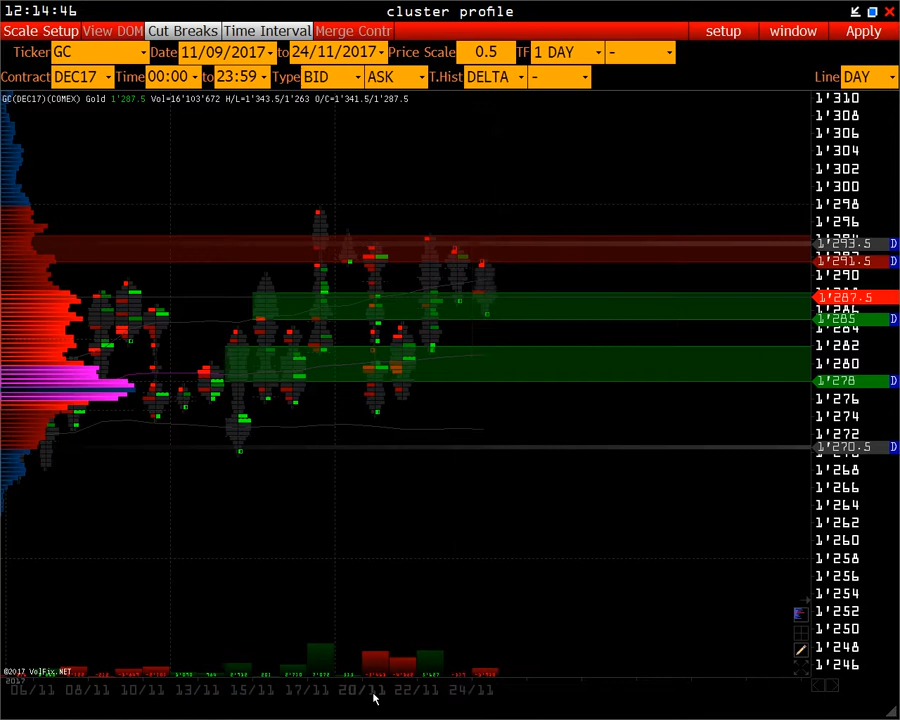 12:14:46 cluster profile
Scale Setup View DOM Cut Breaks Time Interval Merge Contr setup window Apply
Ticker GC Date 11/09/2017 to 24/11/2017 Price Scale 0.5 TF 1 DAY -
Contract DEC17 Time 00:00 to 23:59 Type BID ASK T.Hist DELTA - Line DAY
GC(DEC17)(COMEX) Gold 1'287.5 Vol=16'103'672 H/L=1'343.5/1'263 O/C=1'341.5/1'287.5
1'310
1'308
1'306
1'304
1'302
1'300
1'298
1'296
1'293.5 D
1'291.5 D
1'290
1'287.5
1'286
1'285 D
1'284
1'282
1'280
1'278 D
1'276
1'274
1'272
1'270.5 D
1'268
1'266
1'264
1'262
1'260
1'258
1'256
1'254
1'252
1'250
1'248
1'246
©2017 VolFix.NET
2017
06/11 08/11 10/11 13/11 15/11 17/11 20/11 22/11 24/11